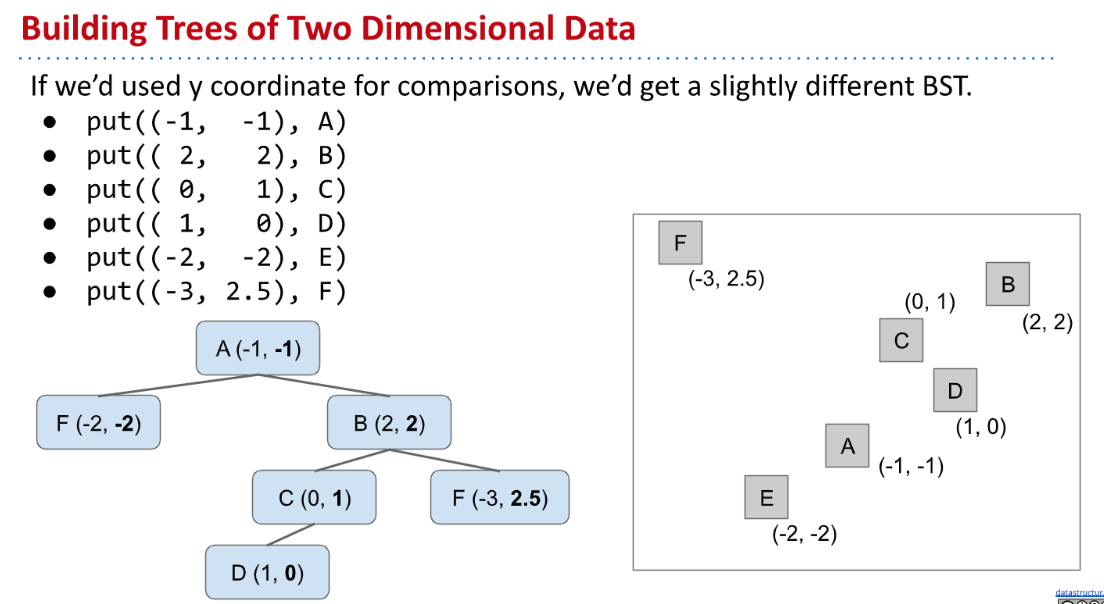 Building Trees of Two Dimensional Data
If we’d used y coordinate for comparisons, we’d get a slightly different BST.
● put((-1,  -1), A)
● put(( 2,   2), B)
● put(( 0,   1), C)
● put(( 1,   0), D)
● put((-2,  -2), E)
● put((-3, 2.5), F)
A (-1, -1)
F (-2, -2)
B (2, 2)
C (0, 1)
F (-3, 2.5)
D (1, 0)
F
(-3, 2.5)
B
(2, 2)
(0, 1)
C
D
(1, 0)
A
(-1, -1)
E
(-2, -2)
datastructur